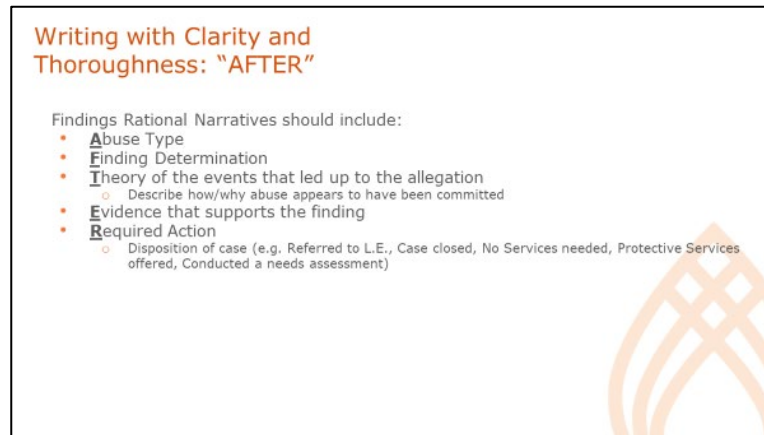 Writing with Clarity and
Thoroughness: “AFTER”
Findings Rational Narratives should include:
• Abuse Type
• Finding Determination
• Theory of the events that led up to the allegation
o Describe how/why abuse appears to have been committed
• Evidence that supports the finding
• Required Action
o Disposition of case (e.g. Referred to L.E., Case closed, No Services needed, Protective Services
offered, Conducted a needs assessment)